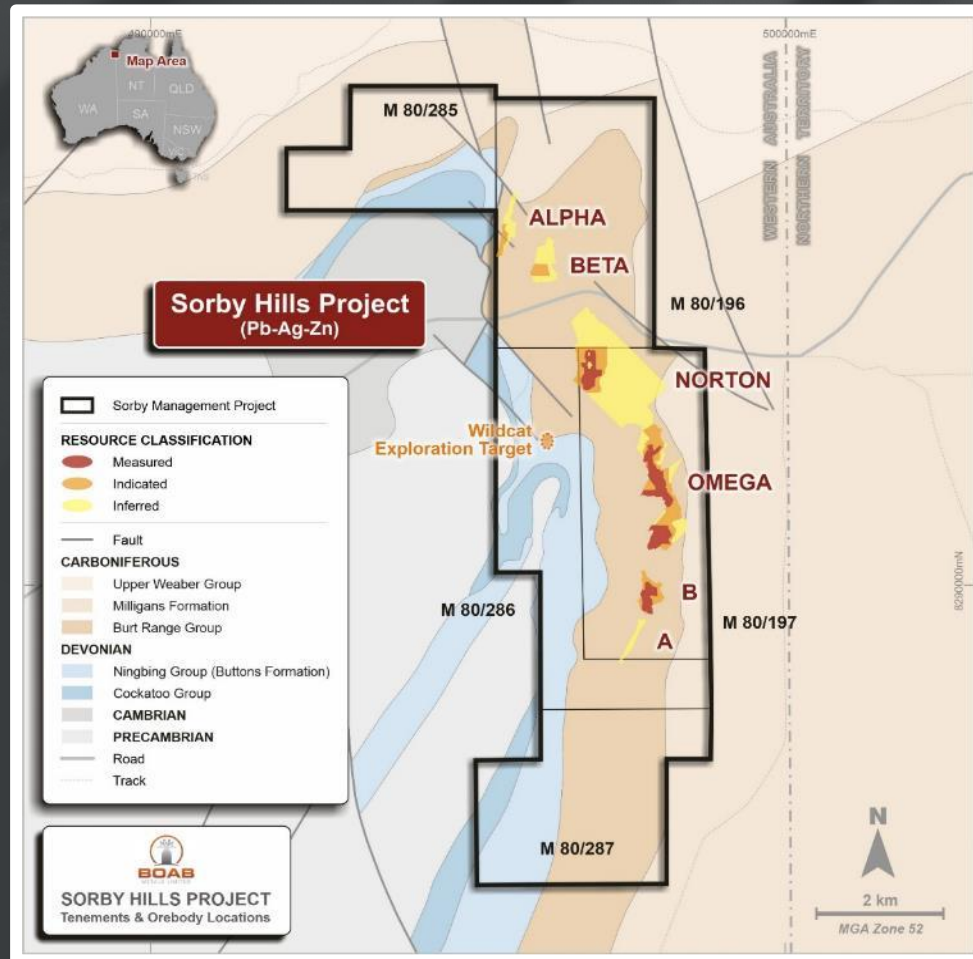 490000mE
500000mE
Map Area
NT
QLD
WA
SA
NSW
WESTERN AUSTRALIA
NORTHERN TERRITORY
M 80/285
ALPHA
BETA
Sorby Hills Project
(Pb-Ag-Zn)
M 80/196
NORTON
Wildcat
Exploration Target
OMEGA
8290000mN
B
M 80/286
M 80/197
A
M 80/287
Sorby Management Project
RESOURCE CLASSIFICATION
Measured
Indicated
Inferred
Fault
CARBONIFEROUS
Upper Weaber Group
Milligans Formation
Burt Range Group
DEVONIAN
Ningbing Group (Buttons Formation)
Cockatoo Group
CAMBRIAN
PRECAMBRIAN
Road
Track
BOAB
METALS LIMITED
SORBY HILLS PROJECT
Tenements & Orebody Locations
N
2 km
MGA Zone 52